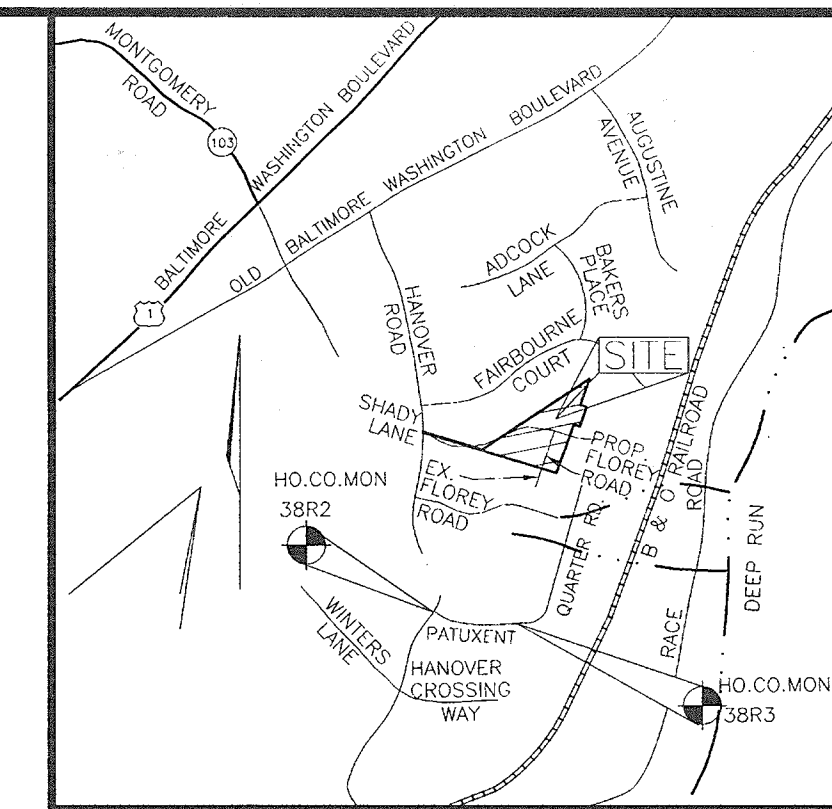 MONTGOMERY
ROAD
103
BALTIMORE WASHINGTON BOULEVARD
1
OLD BALTIMORE WASHINGTON BOULEVARD
AUGUSTINE
AVENUE
ADCOCK
LANE
BAKERS
PLACE
HANOVER
ROAD
FAIRBOURNE
COURT
SITE
SHADY
LANE
PROP.
FLOREY
ROAD
EX.
FLOREY
ROAD
B & O RAILROAD
RACE ROAD
DEEP RUN
HO.CO.MON
38R2
PATUXENT QUARTER RD.
WINTERS
LANE
HANOVER
CROSSING
WAY
HO.CO.MON
38R3